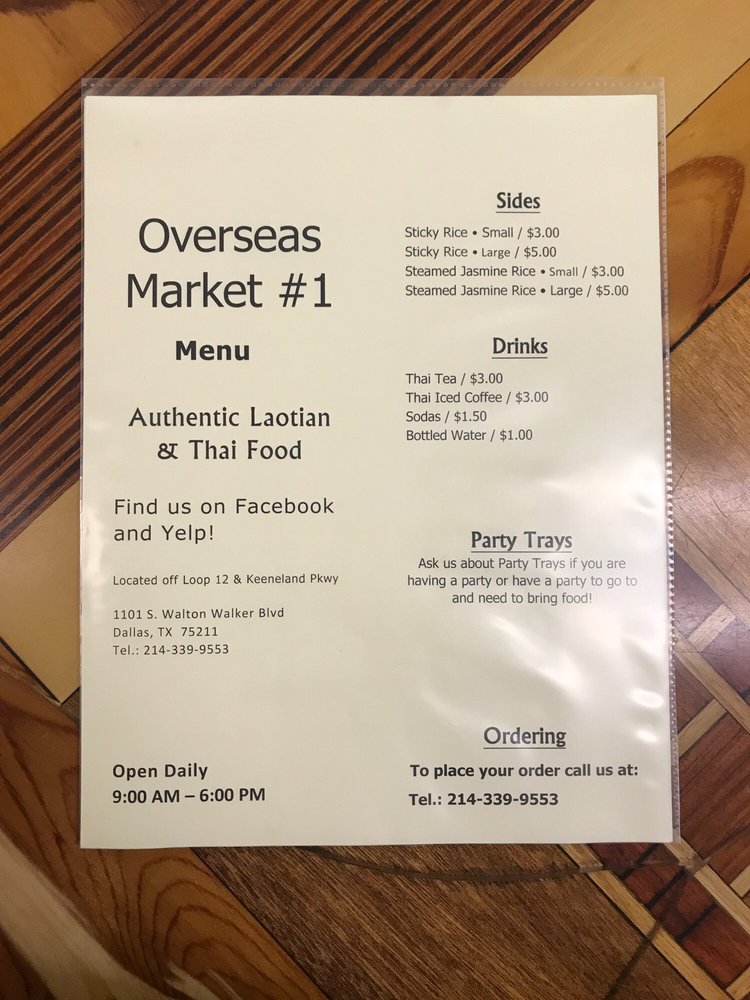 Overseas
Market #1
Menu
Authentic Laotian
& Thai Food
Find us on Facebook
and Yelp!
Located off Loop 12 & Keeneland Pkwy
1101 S. Walton Walker Blvd
Dallas, TX  75211
Tel.: 214-339-9553
Open Daily
9:00 AM – 6:00 PM
Sides
Sticky Rice • Small / $3.00
Sticky Rice • Large / $5.00
Steamed Jasmine Rice • Small / $3.00
Steamed Jasmine Rice • Large / $5.00
Drinks
Thai Tea / $3.00
Thai Iced Coffee / $3.00
Sodas / $1.50
Bottled Water / $1.00
Party Trays
Ask us about Party Trays if you are
having a party or have a party to go to
and need to bring food!
Ordering
To place your order call us at:
Tel.: 214-339-9553